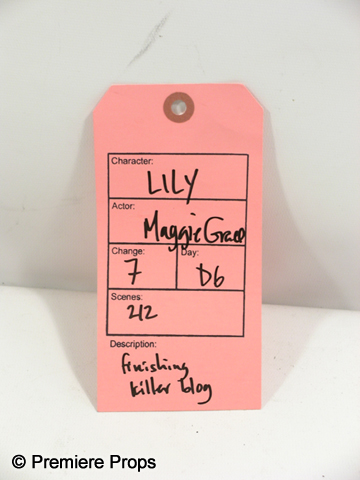 Character:
LILY
Actor:
Maggie Grace
Change: Day:
7 D6
Scenes:
212
Description:
finishing
killer blog
© Premiere Props